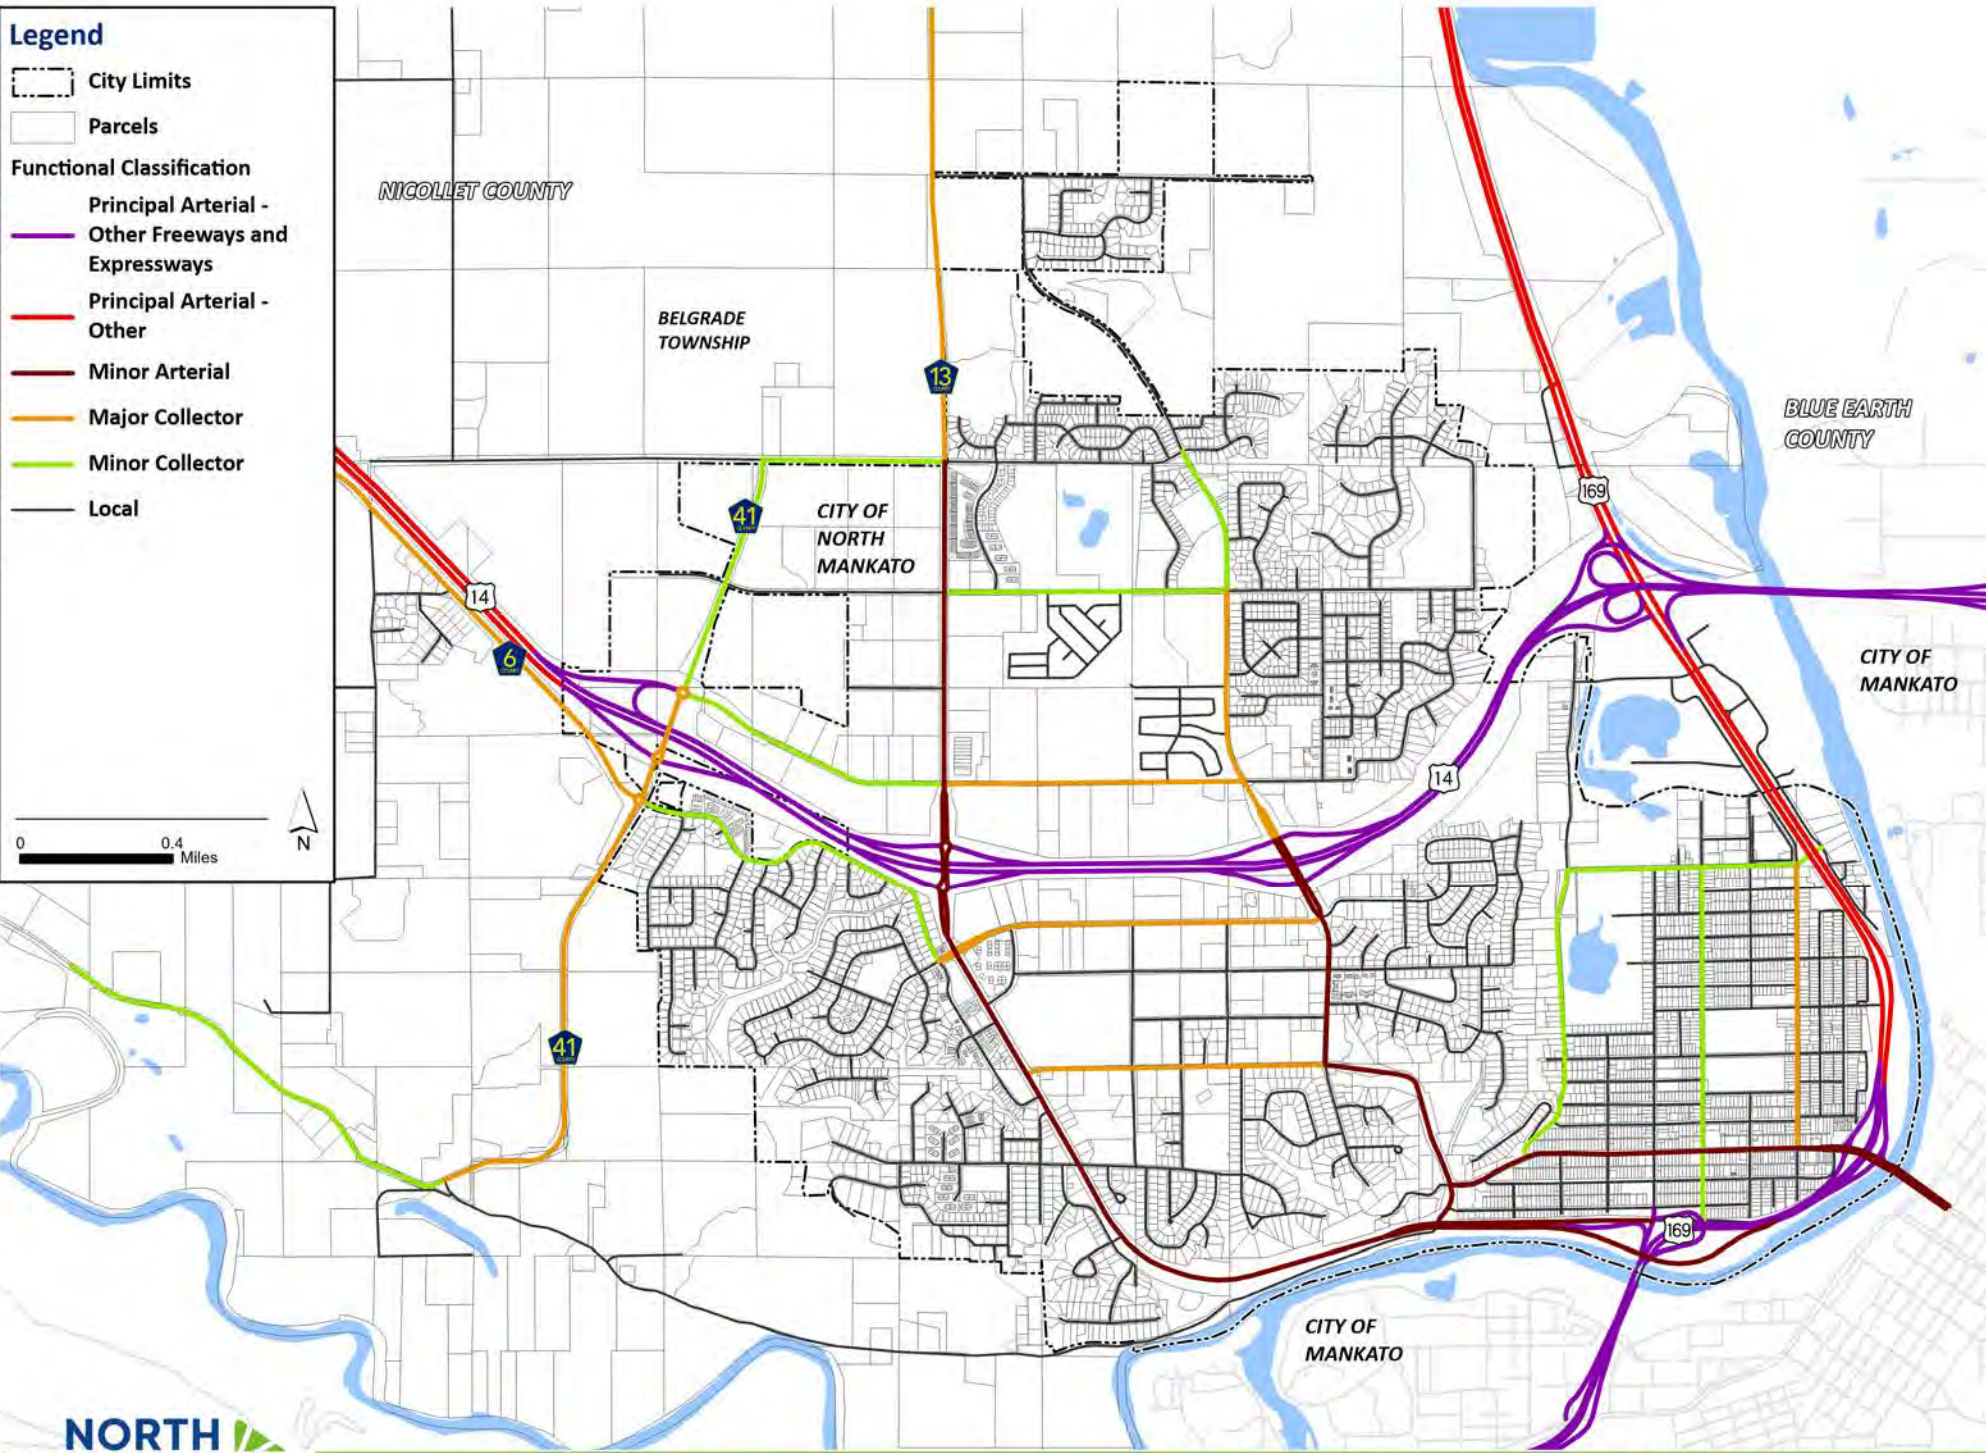 Legend
City Limits
Parcels
Functional Classification
Principal Arterial -
Other Freeways and
Expressways
Principal Arterial -
Other
Minor Arterial
Major Collector
Minor Collector
Local
0
0.4
Miles
N
NICOLLET COUNTY
BELGRADE
TOWNSHIP
13
41
CITY OF
NORTH
MANKATO
14
6
169
BLUE EARTH
COUNTY
CITY OF
MANKATO
14
41
169
CITY OF
MANKATO
NORTH